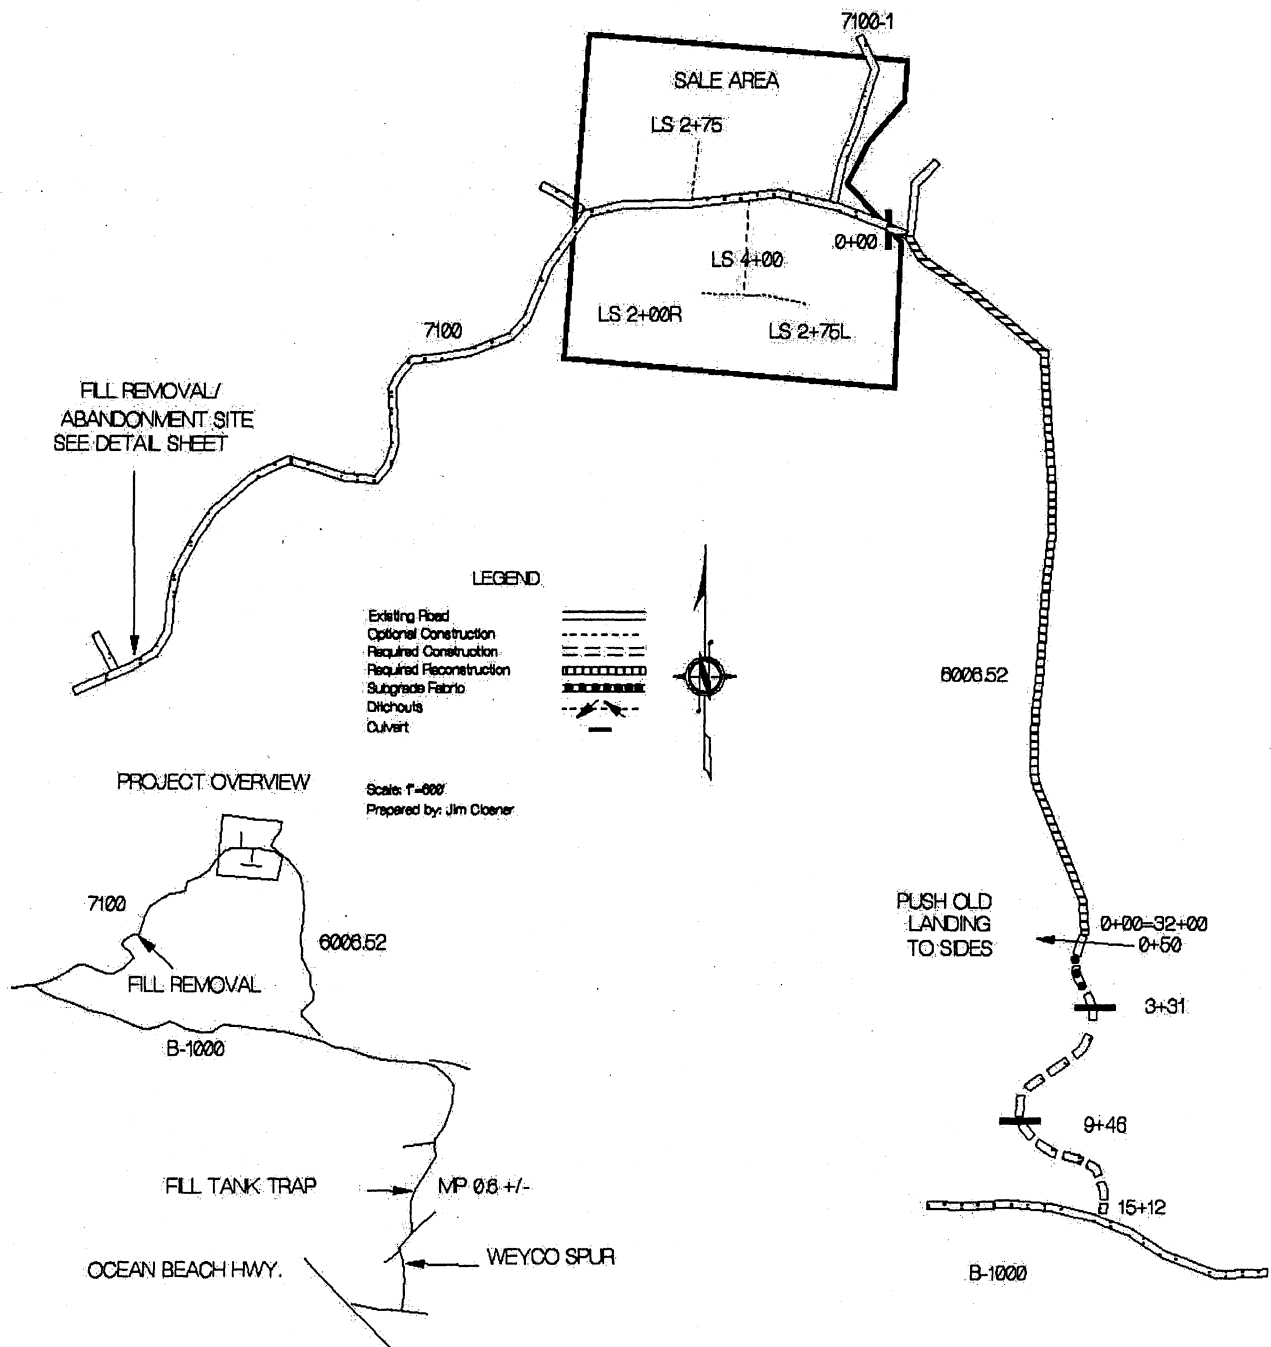 7100-1
SALE AREA
LS 2+75
0+00
LS 4+00
LS 2+00R
LS 2+75L
7100
FILL REMOVAL/
ABANDONMENT SITE
SEE DETAIL SHEET
LEGEND
Existing Road
Optional Construction
Required Construction
Required Reconstruction
Subgrade Fabric
Ditchouts
Culvert
Scale: 1"=600'
Prepared by: Jim Closner
6006.52
PROJECT OVERVIEW
7100
6006.52
FILL REMOVAL
B-1000
FILL TANK TRAP
MP 0.6 +/-
WEYCO SPUR
OCEAN BEACH HWY.
PUSH OLD
LANDING
TO SIDES
0+00=32+00
0+50
3+31
9+46
15+12
B-1000